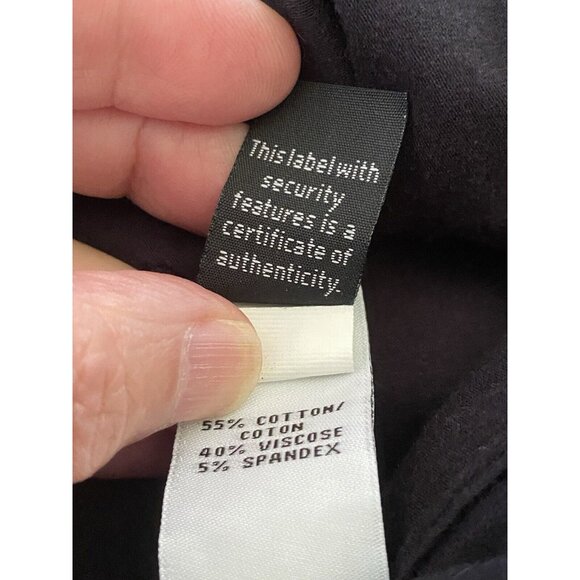 This label with
security
features is a
certificate of
authenticity.
55% COTTON/
COTON
40% VISCOSE
5% SPANDEX